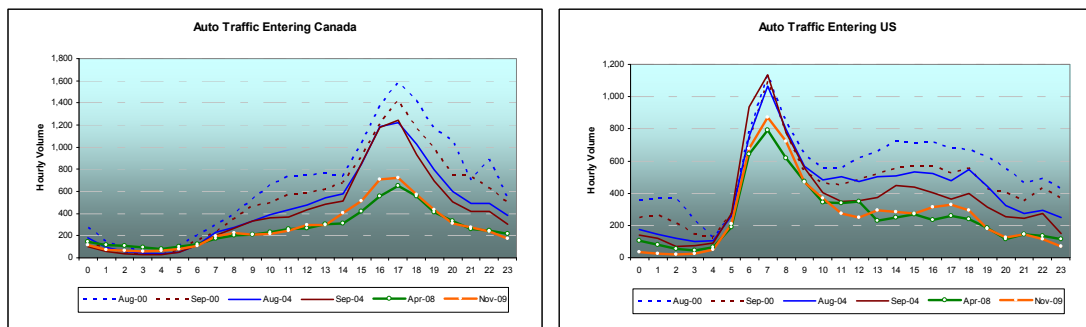 Auto Traffic Entering Canada
Hourly Volume
1,800
1,600
1,400
1,200
1,000
800
600
400
200
0
0 1 2 3 4 5 6 7 8 9 10 11 12 13 14 15 16 17 18 19 20 21 22 23
Aug-00 Sep-00 Aug-04 Sep-04 Apr-08 Nov-09
Auto Traffic Entering US
Hourly Volume
1,200
1,000
800
600
400
200
0
0 1 2 3 4 5 6 7 8 9 10 11 12 13 14 15 16 17 18 19 20 21 22 23
Aug-00 Sep-00 Aug-04 Sep-04 Apr-08 Nov-09